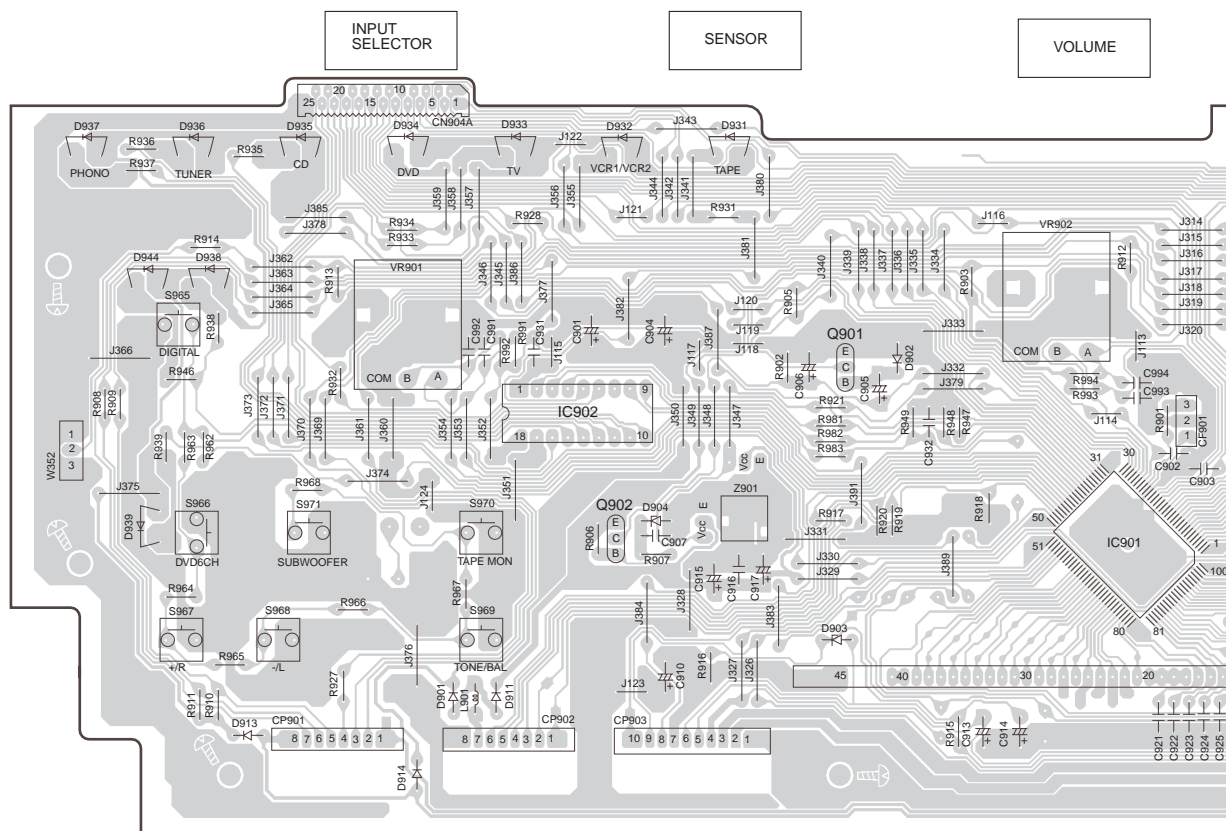 INPUT
SELECTOR
SENSOR
VOLUME
20 10
25 15 5 1
CN904A
D937 D936 D935 D934 D933 D932 J343 D931
R936 R935 J122
R937
PHONO TUNER CD DVD TV VCR1/VCR2 TAPE
J359 J358 J357 J356 J355 J344 J342 J341 J380
J385 R934 R928 J121 R931 J116 VR902 J314
J378 R933 J315
R914 J381 R912 J316
D944 D938 J362 R913 VR901 J346 J345 J386 J377 J340 J339 J338 J337 J336 J335 J334 R903
J363 J317
J364 J318
J365 J319
J320
S965 R938 J382 J120 R905
J119
J118
DIGITAL C992 C991 R992 R991 C931 J115 C901 C904 J117 J387 Q901 D902 J333 J113
J366 R946 R932 COM B A R902 C906 E C B C905 J332 COM B A
J379 R994 C994
R993 C993
R908 R909 J373 J372 J371 J370 J369 J361 J360 J354 J353 J352 1 9 J350 J349 J348 J347 R921 R949 C932 R948 R947 J114 R901 3 2 1 CF901
IC902 R981
18 10 R982
R983
W352 1 2 3 R939 R963 R962 C902
C903
J375 R968 J374 J124 J351 Vcc E J391 31 30
D939 S966 S971 S970 Q902 D904 Z901 R918 50
R906 E C B C907 Vcc E R917 R920 R919 IC901
DVD6CH SUBWOOFER TAPE MON R907 J331 51 1
J330 100
J329 J389
R964 R967 C915 C916 C917
S967 S968 R966 S969 J384 J328 J383 80 81
D903
+/R R965 -/L J376 TONE/BAL J327 J326
R911 R910 R927 D901 L901 D911 J123 C910 R916 45 40 30 20
D913 CP901 CP902 CP903
8 7 6 5 4 3 2 1 8 7 6 5 4 3 2 1 10 9 8 7 6 5 4 3 2 1 R915 C913 C914 C921 C922 C923 C924 C925
D914